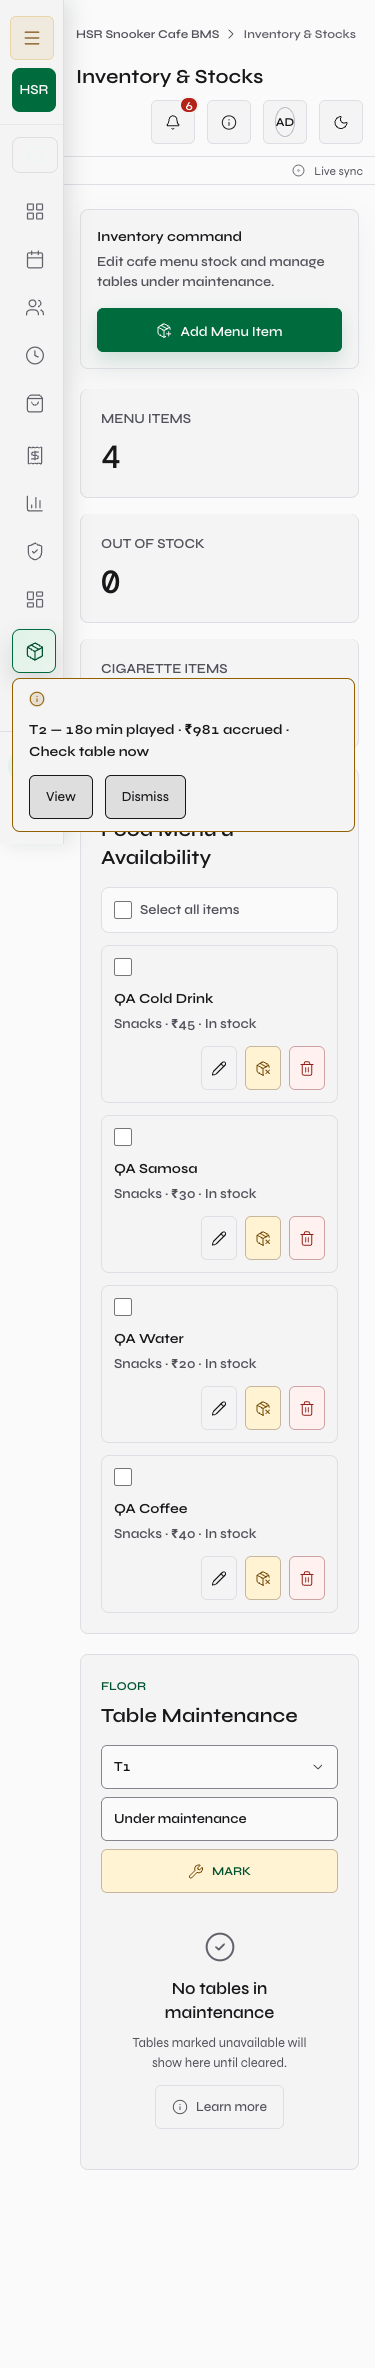 HSR Snooker Cafe BMS > Inventory & Stocks
HSR
Inventory & Stocks
6
AD
Live sync
Inventory command
Edit cafe menu stock and manage
tables under maintenance.
Add Menu Item
MENU ITEMS
4
OUT OF STOCK
0
CIGARETTE ITEMS
T2 — 180 min played · ₹981 accrued ·
Check table now
View
Dismiss
Food Menu &
Availability
Select all items
QA Cold Drink
Snacks · ₹45 · In stock
QA Samosa
Snacks · ₹30 · In stock
QA Water
Snacks · ₹20 · In stock
QA Coffee
Snacks · ₹40 · In stock
FLOOR
Table Maintenance
T1
Under maintenance
MARK
No tables in
maintenance
Tables marked unavailable will
show here until cleared.
Learn more